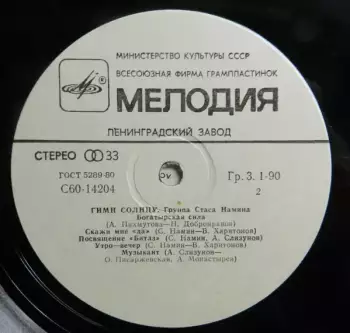 МИНИСТЕРСТВО КУЛЬТУРЫ СССР
ВСЕСОЮЗНАЯ ФИРМА ГРАМПЛАСТИНОК
МЕЛОДИЯ
ЛЕНИНГРАДСКИЙ ЗАВОД
СТЕРЕО 33
ГОСТ 5289-80
С60-14204
Гр. 3. 1-90
2
ГИМН СОЛНЦУ. Группа Стаса Намина
Богатырская сила
(А. Пахмутова—Н. Добронравов)
Скажи мне «да» (С. Намин—В. Харитонов)
Посвящение «Битлз» (С. Намин, А. Слизунов)
Утро—вечер (С. Намин—В. Харитонов)
Музыкант (А. Слизунов—
О. Писаржевская, А. Монастырев)